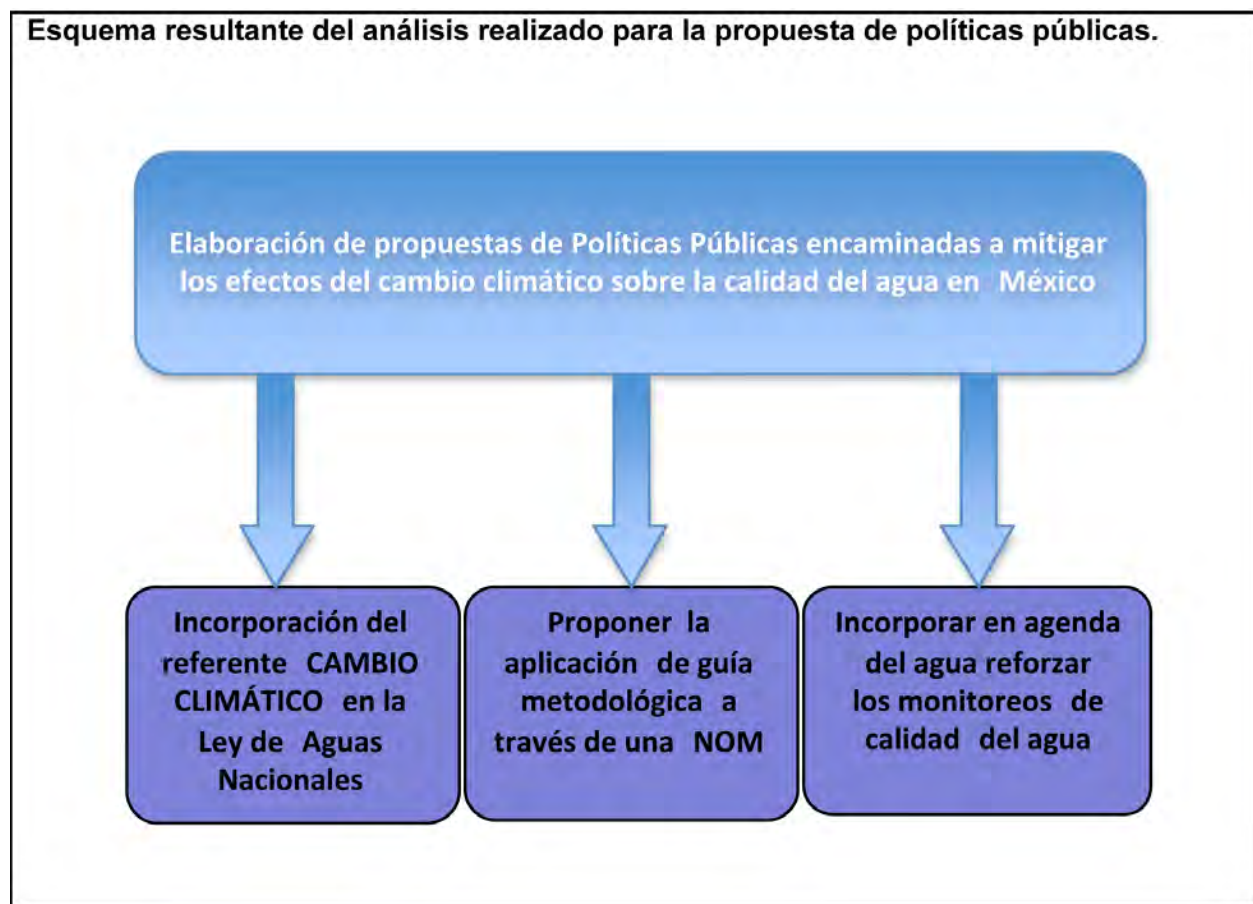 Esquema resultante del análisis realizado para la propuesta de políticas públicas.
Elaboración de propuestas de Políticas Públicas encaminadas a mitigar
los efectos del cambio climático sobre la calidad del agua en México
Incorporación del
referente CAMBIO
CLIMÁTICO en la
Ley de Aguas
Nacionales
Proponer la
aplicación de guía
metodológica a
través de una NOM
Incorporar en agenda
del agua reforzar
los monitoreos de
calidad del agua